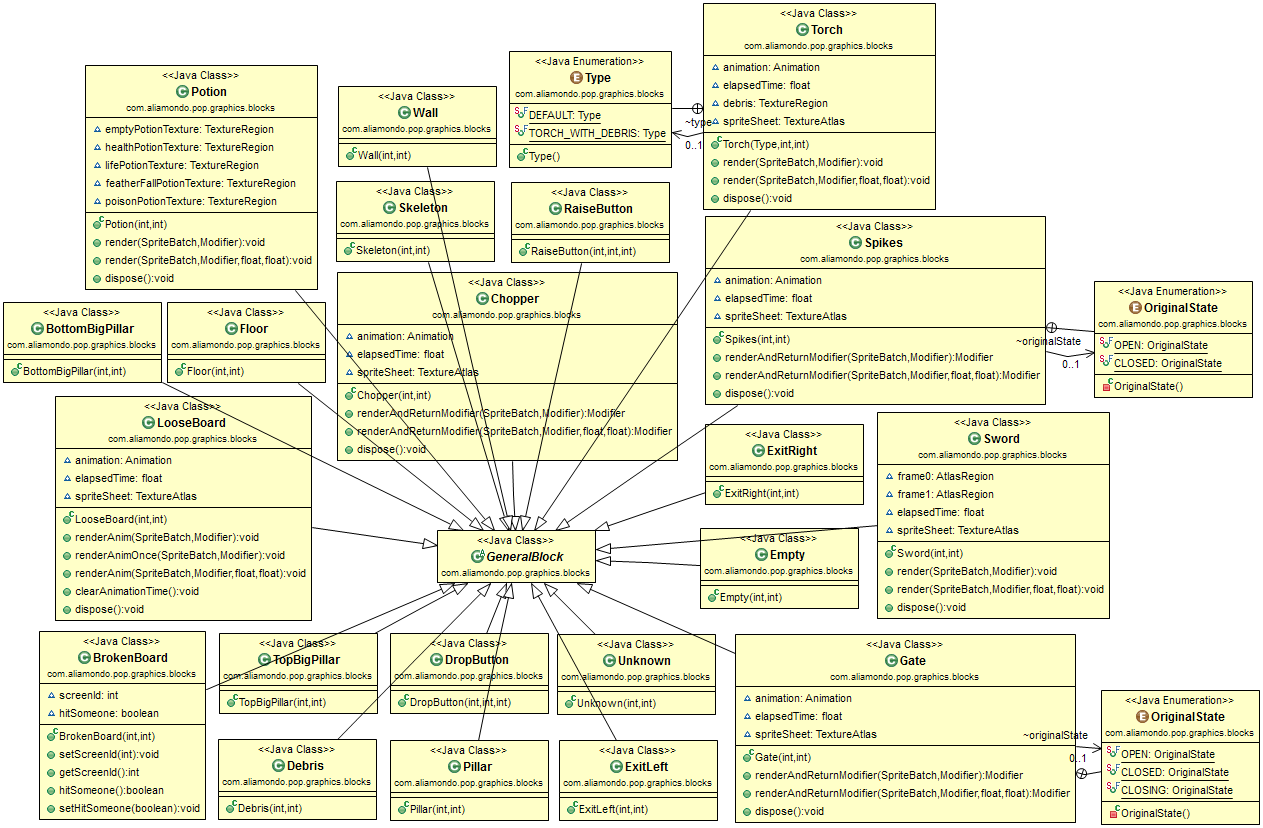 <<Java Class>>
Torch
com.aliamondo.pop.graphics.blocks
animation: Animation
elapsedTime: float
debris: TextureRegion
spriteSheet: TextureAtlas
Torch(Type,int,int)
render(SpriteBatch,Modifier):void
render(SpriteBatch,Modifier,float,float):void
dispose():void
<<Java Enumeration>>
Type
com.aliamondo.pop.graphics.blocks
DEFAULT: Type
TORCH_WITH_DEBRIS: Type
Type()
~type
0..1
<<Java Class>>
Potion
com.aliamondo.pop.graphics.blocks
emptyPotionTexture: TextureRegion
healthPotionTexture: TextureRegion
lifePotionTexture: TextureRegion
featherFallPotionTexture: TextureRegion
poisonPotionTexture: TextureRegion
Potion(int,int)
render(SpriteBatch,Modifier):void
render(SpriteBatch,Modifier,float,float):void
dispose():void
<<Java Class>>
Wall
com.aliamondo.pop.graphics.blocks
Wall(int,int)
<<Java Class>>
Skeleton
com.aliamondo.pop.graphics.blocks
Skeleton(int,int)
<<Java Class>>
RaiseButton
com.aliamondo.pop.graphics.blocks
RaiseButton(int,int,int)
<<Java Class>>
Spikes
com.aliamondo.pop.graphics.blocks
animation: Animation
elapsedTime: float
spriteSheet: TextureAtlas
Spikes(int,int)
renderAndReturnModifier(SpriteBatch,Modifier):Modifier
renderAndReturnModifier(SpriteBatch,Modifier,float,float):Modifier
dispose():void
~originalState
0..1
<<Java Enumeration>>
OriginalState
com.aliamondo.pop.graphics.blocks
OPEN: OriginalState
CLOSED: OriginalState
OriginalState()
<<Java Class>>
Chopper
com.aliamondo.pop.graphics.blocks
animation: Animation
elapsedTime: float
spriteSheet: TextureAtlas
Chopper(int,int)
renderAndReturnModifier(SpriteBatch,Modifier):Modifier
renderAndReturnModifier(SpriteBatch,Modifier,float,float):Modifier
dispose():void
<<Java Class>>
BottomBigPillar
com.aliamondo.pop.graphics.blocks
BottomBigPillar(int,int)
<<Java Class>>
Floor
com.aliamondo.pop.graphics.blocks
Floor(int,int)
<<Java Class>>
LooseBoard
com.aliamondo.pop.graphics.blocks
animation: Animation
elapsedTime: float
spriteSheet: TextureAtlas
LooseBoard(int,int)
renderAnim(SpriteBatch,Modifier):void
renderAnimOnce(SpriteBatch,Modifier):void
renderAnim(SpriteBatch,Modifier,float,float):void
clearAnimationTime():void
dispose():void
<<Java Class>>
ExitRight
com.aliamondo.pop.graphics.blocks
ExitRight(int,int)
<<Java Class>>
Sword
com.aliamondo.pop.graphics.blocks
frame0: AtlasRegion
frame1: AtlasRegion
elapsedTime: float
spriteSheet: TextureAtlas
Sword(int,int)
render(SpriteBatch,Modifier):void
render(SpriteBatch,Modifier,float,float):void
dispose():void
<<Java Class>>
GeneralBlock
com.aliamondo.pop.graphics.blocks
<<Java Class>>
Empty
com.aliamondo.pop.graphics.blocks
Empty(int,int)
<<Java Class>>
BrokenBoard
com.aliamondo.pop.graphics.blocks
screenId: int
hitSomeone: boolean
BrokenBoard(int,int)
setScreenId(int):void
getScreenId():int
hitSomeone():boolean
setHitSomeone(boolean):void
<<Java Class>>
TopBigPillar
com.aliamondo.pop.graphics.blocks
TopBigPillar(int,int)
<<Java Class>>
DropButton
com.aliamondo.pop.graphics.blocks
DropButton(int,int,int)
<<Java Class>>
Unknown
com.aliamondo.pop.graphics.blocks
Unknown(int,int)
<<Java Class>>
Gate
com.aliamondo.pop.graphics.blocks
animation: Animation
elapsedTime: float
spriteSheet: TextureAtlas
Gate(int,int)
renderAndReturnModifier(SpriteBatch,Modifier):Modifier
renderAndReturnModifier(SpriteBatch,Modifier,float,float):Modifier
dispose():void
~originalState
0..1
<<Java Enumeration>>
OriginalState
com.aliamondo.pop.graphics.blocks
OPEN: OriginalState
CLOSED: OriginalState
CLOSING: OriginalState
OriginalState()
<<Java Class>>
Debris
com.aliamondo.pop.graphics.blocks
Debris(int,int)
<<Java Class>>
Pillar
com.aliamondo.pop.graphics.blocks
Pillar(int,int)
<<Java Class>>
ExitLeft
com.aliamondo.pop.graphics.blocks
ExitLeft(int,int)